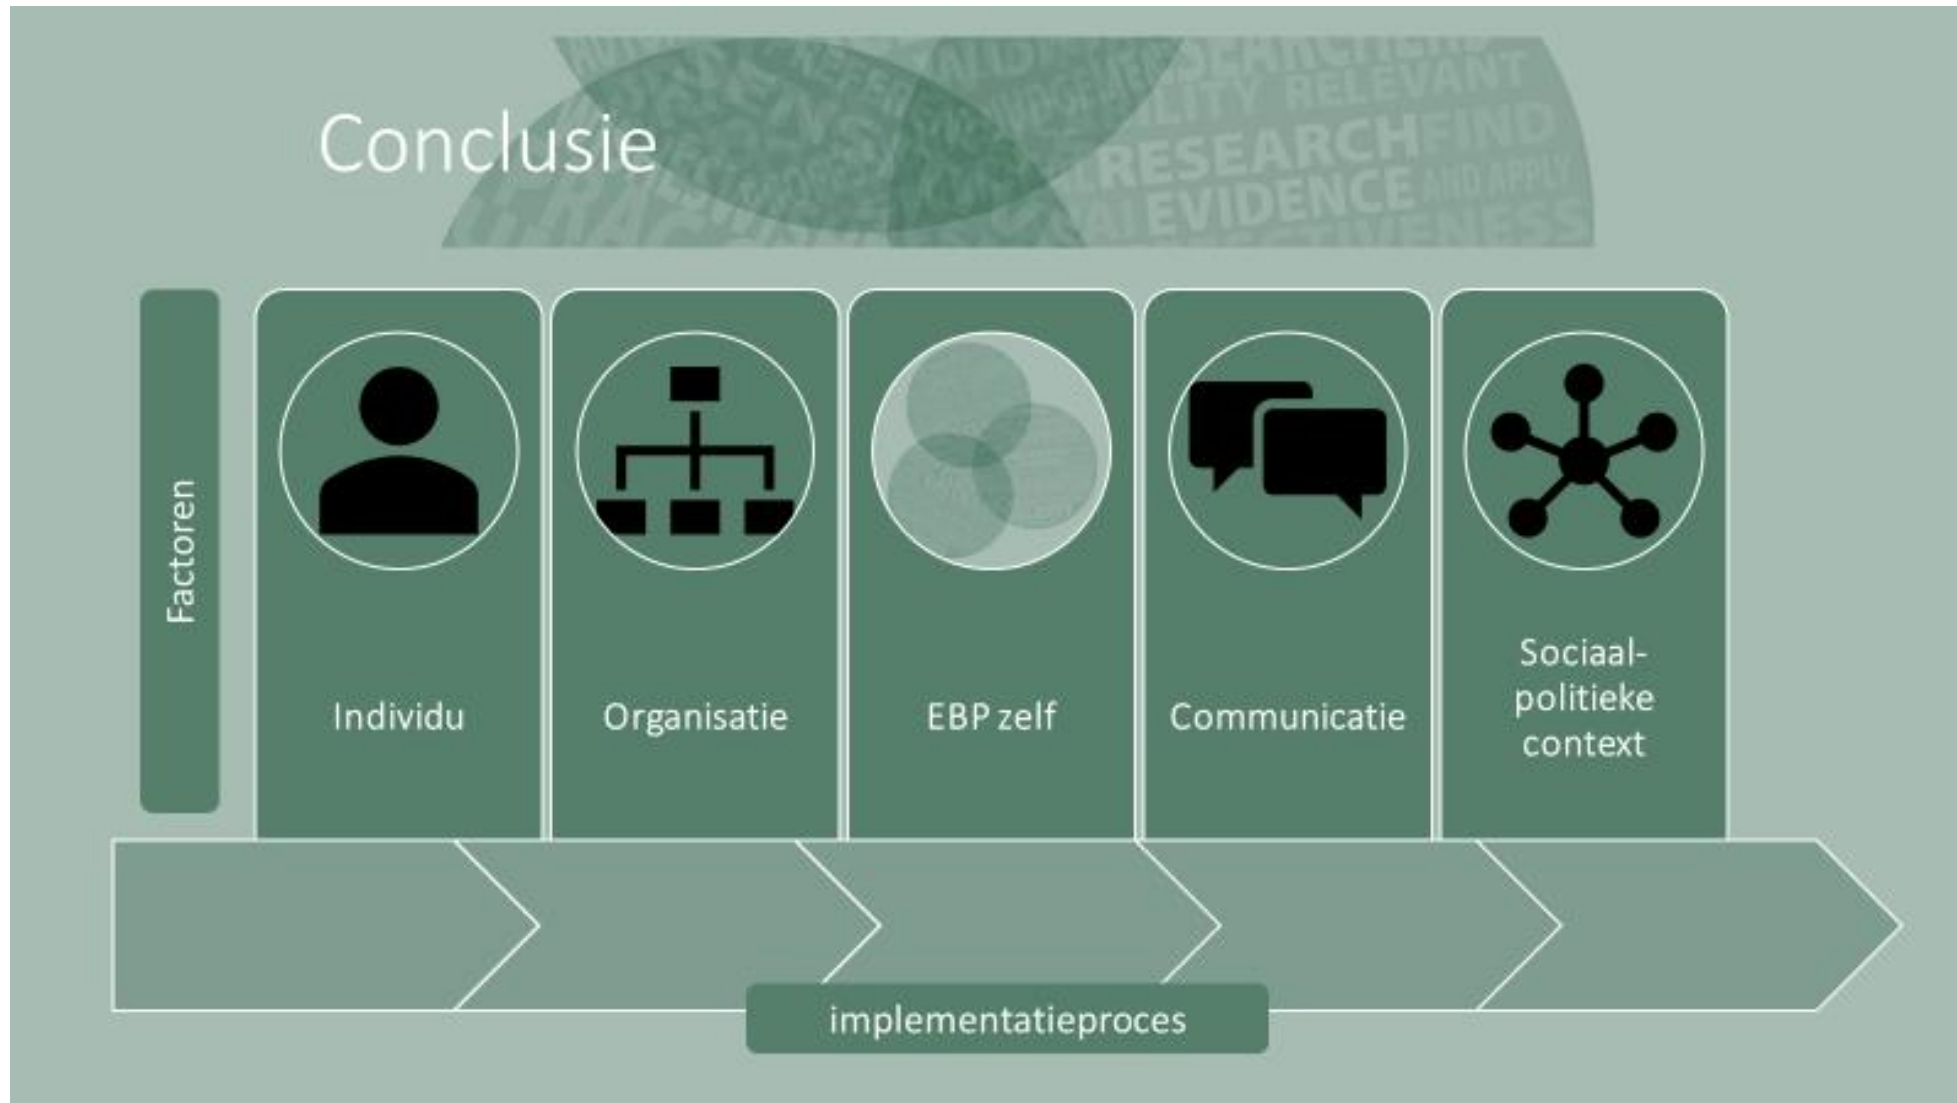 RELEVANT
Conclusie
RESEARCH FIND
EVIDENCE AND APPLY
Factoren
Individu
Organisatie
EBP zelf
Communicatie
Sociaal-
politieke
context
implementatieproces